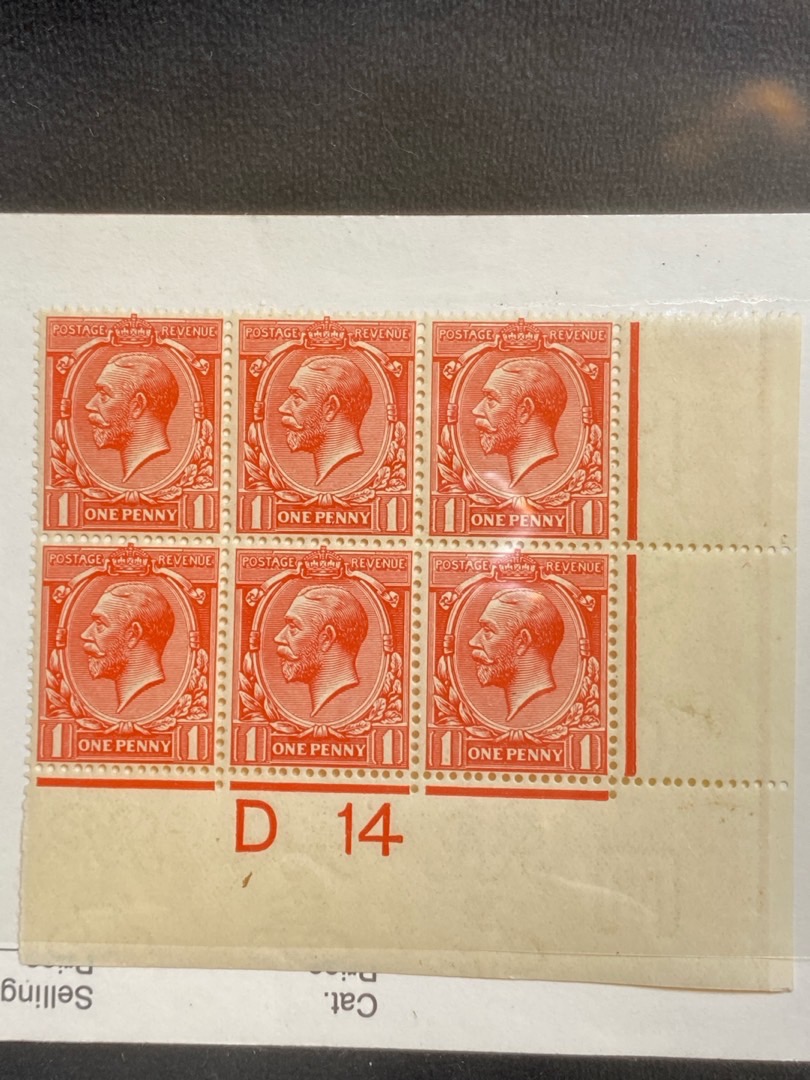 POSTAGE REVENUE POSTAGE REVENUE POSTAGE REVENUE
1 ONE PENNY 1 1 ONE PENNY 1 1 ONE PENNY 1
POSTAGE REVENUE POSTAGE REVENUE POSTAGE REVENUE
1 ONE PENNY 1 1 ONE PENNY 1 1 ONE PENNY 1
D 14
Cat.
Selling